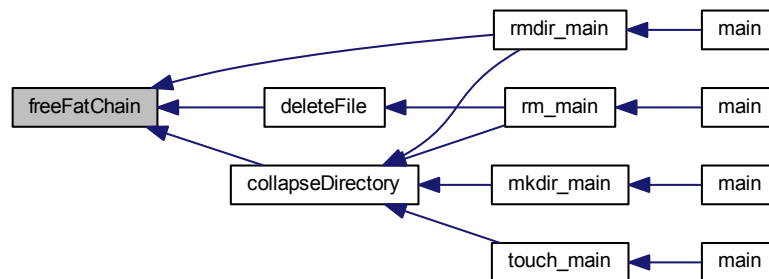 rmdir_main
main
freeFatChain
deleteFile
rm_main
main
collapseDirectory
mkdir_main
main
touch_main
main